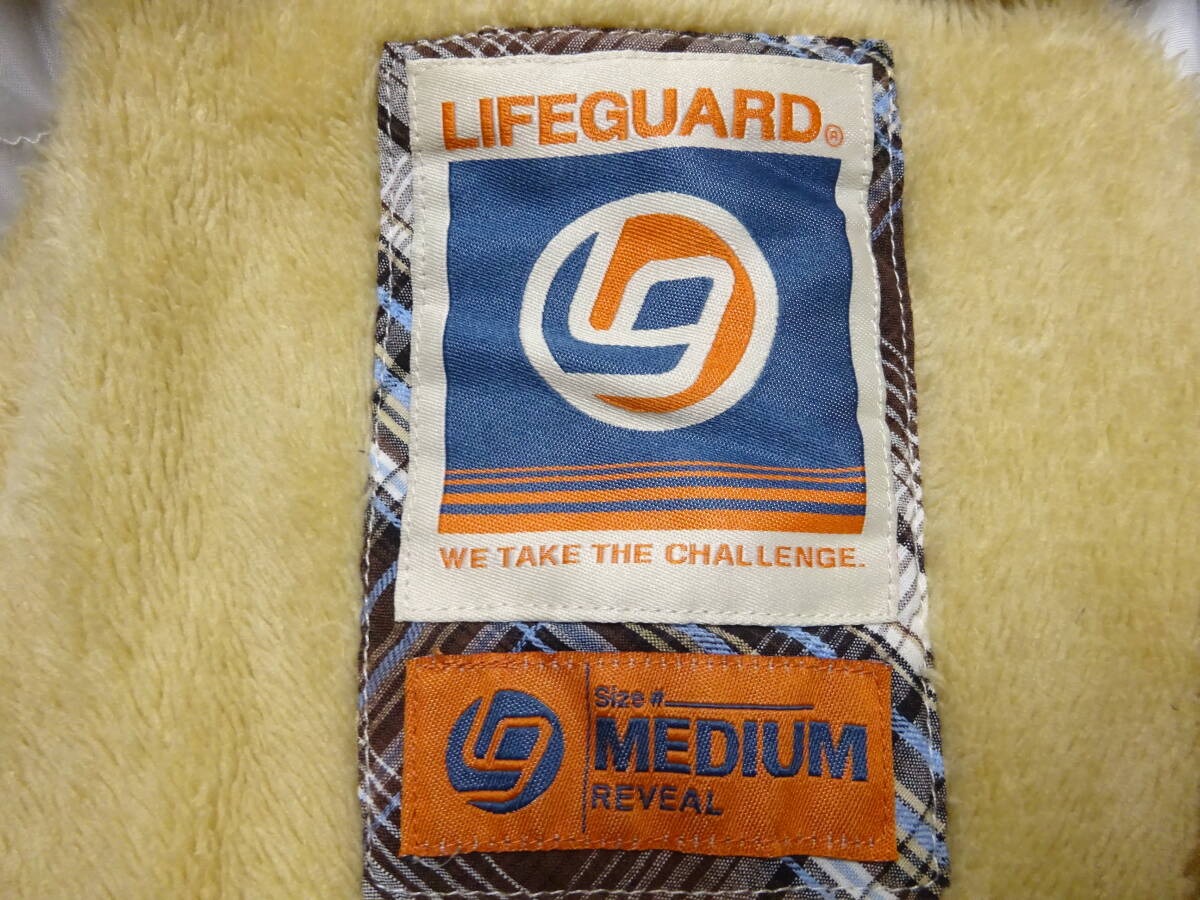 LIFEGUARD®
WE TAKE THE CHALLENGE.
Size #
MEDIUM
REVEAL